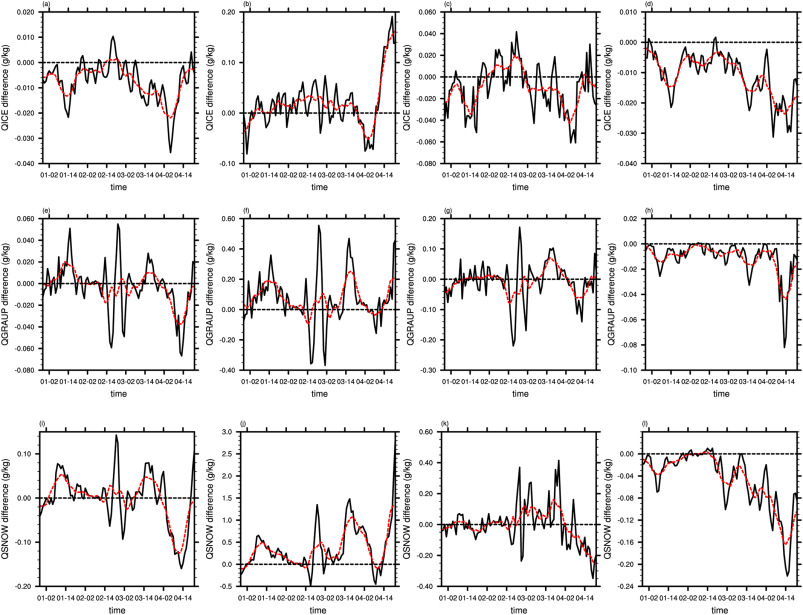 (a)
QICE difference (g/kg)
0.020
0.010
0.000
-0.010
-0.020
-0.030
-0.040
01-02 01-14 02-02 02-14 03-02 03-14 04-02 04-14
time
(b)
QICE difference (g/kg)
0.20
0.10
0.00
-0.10
01-02 01-14 02-02 02-14 03-02 03-14 04-02 04-14
time
(c)
QICE difference (g/kg)
0.060
0.040
0.020
0.000
-0.020
-0.040
-0.060
-0.080
01-02 01-14 02-02 02-14 03-02 03-14 04-02 04-14
time
(d)
QICE difference (g/kg)
0.010
0.000
-0.010
-0.020
-0.030
-0.040
01-02 01-14 02-02 02-14 03-02 03-14 04-02 04-14
time
(e)
QGRAUP difference (g/kg)
0.060
0.040
0.020
0.000
-0.020
-0.040
-0.060
-0.080
01-02 01-14 02-02 02-14 03-02 03-14 04-02 04-14
time
(f)
QGRAUP difference (g/kg)
0.60
0.40
0.20
0.00
-0.20
-0.40
01-02 01-14 02-02 02-14 03-02 03-14 04-02 04-14
time
(g)
QGRAUP difference (g/kg)
0.20
0.10
0.00
-0.10
-0.20
-0.30
01-02 01-14 02-02 02-14 03-02 03-14 04-02 04-14
time
(h)
QGRAUP difference (g/kg)
0.02
0.00
-0.02
-0.04
-0.06
-0.08
-0.10
01-02 01-14 02-02 02-14 03-02 03-14 04-02 04-14
time
(i)
QSNOW difference (g/kg)
0.10
0.00
-0.10
-0.20
01-02 01-14 02-02 02-14 03-02 03-14 04-02 04-14
time
(j)
QSNOW difference (g/kg)
3.0
2.5
1.5
1.0
0.5
0.0
-0.5
01-02 01-14 02-02 02-14 03-02 03-14 04-02 04-14
time
(k)
QSNOW difference (g/kg)
0.60
0.40
0.20
0.00
-0.20
-0.40
01-02 01-14 02-02 02-14 03-02 03-14 04-02 04-14
time
(l)
QSNOW difference (g/kg)
0.04
0.00
-0.04
-0.08
-0.12
-0.16
-0.20
-0.24
01-02 01-14 02-02 02-14 03-02 03-14 04-02 04-14
time